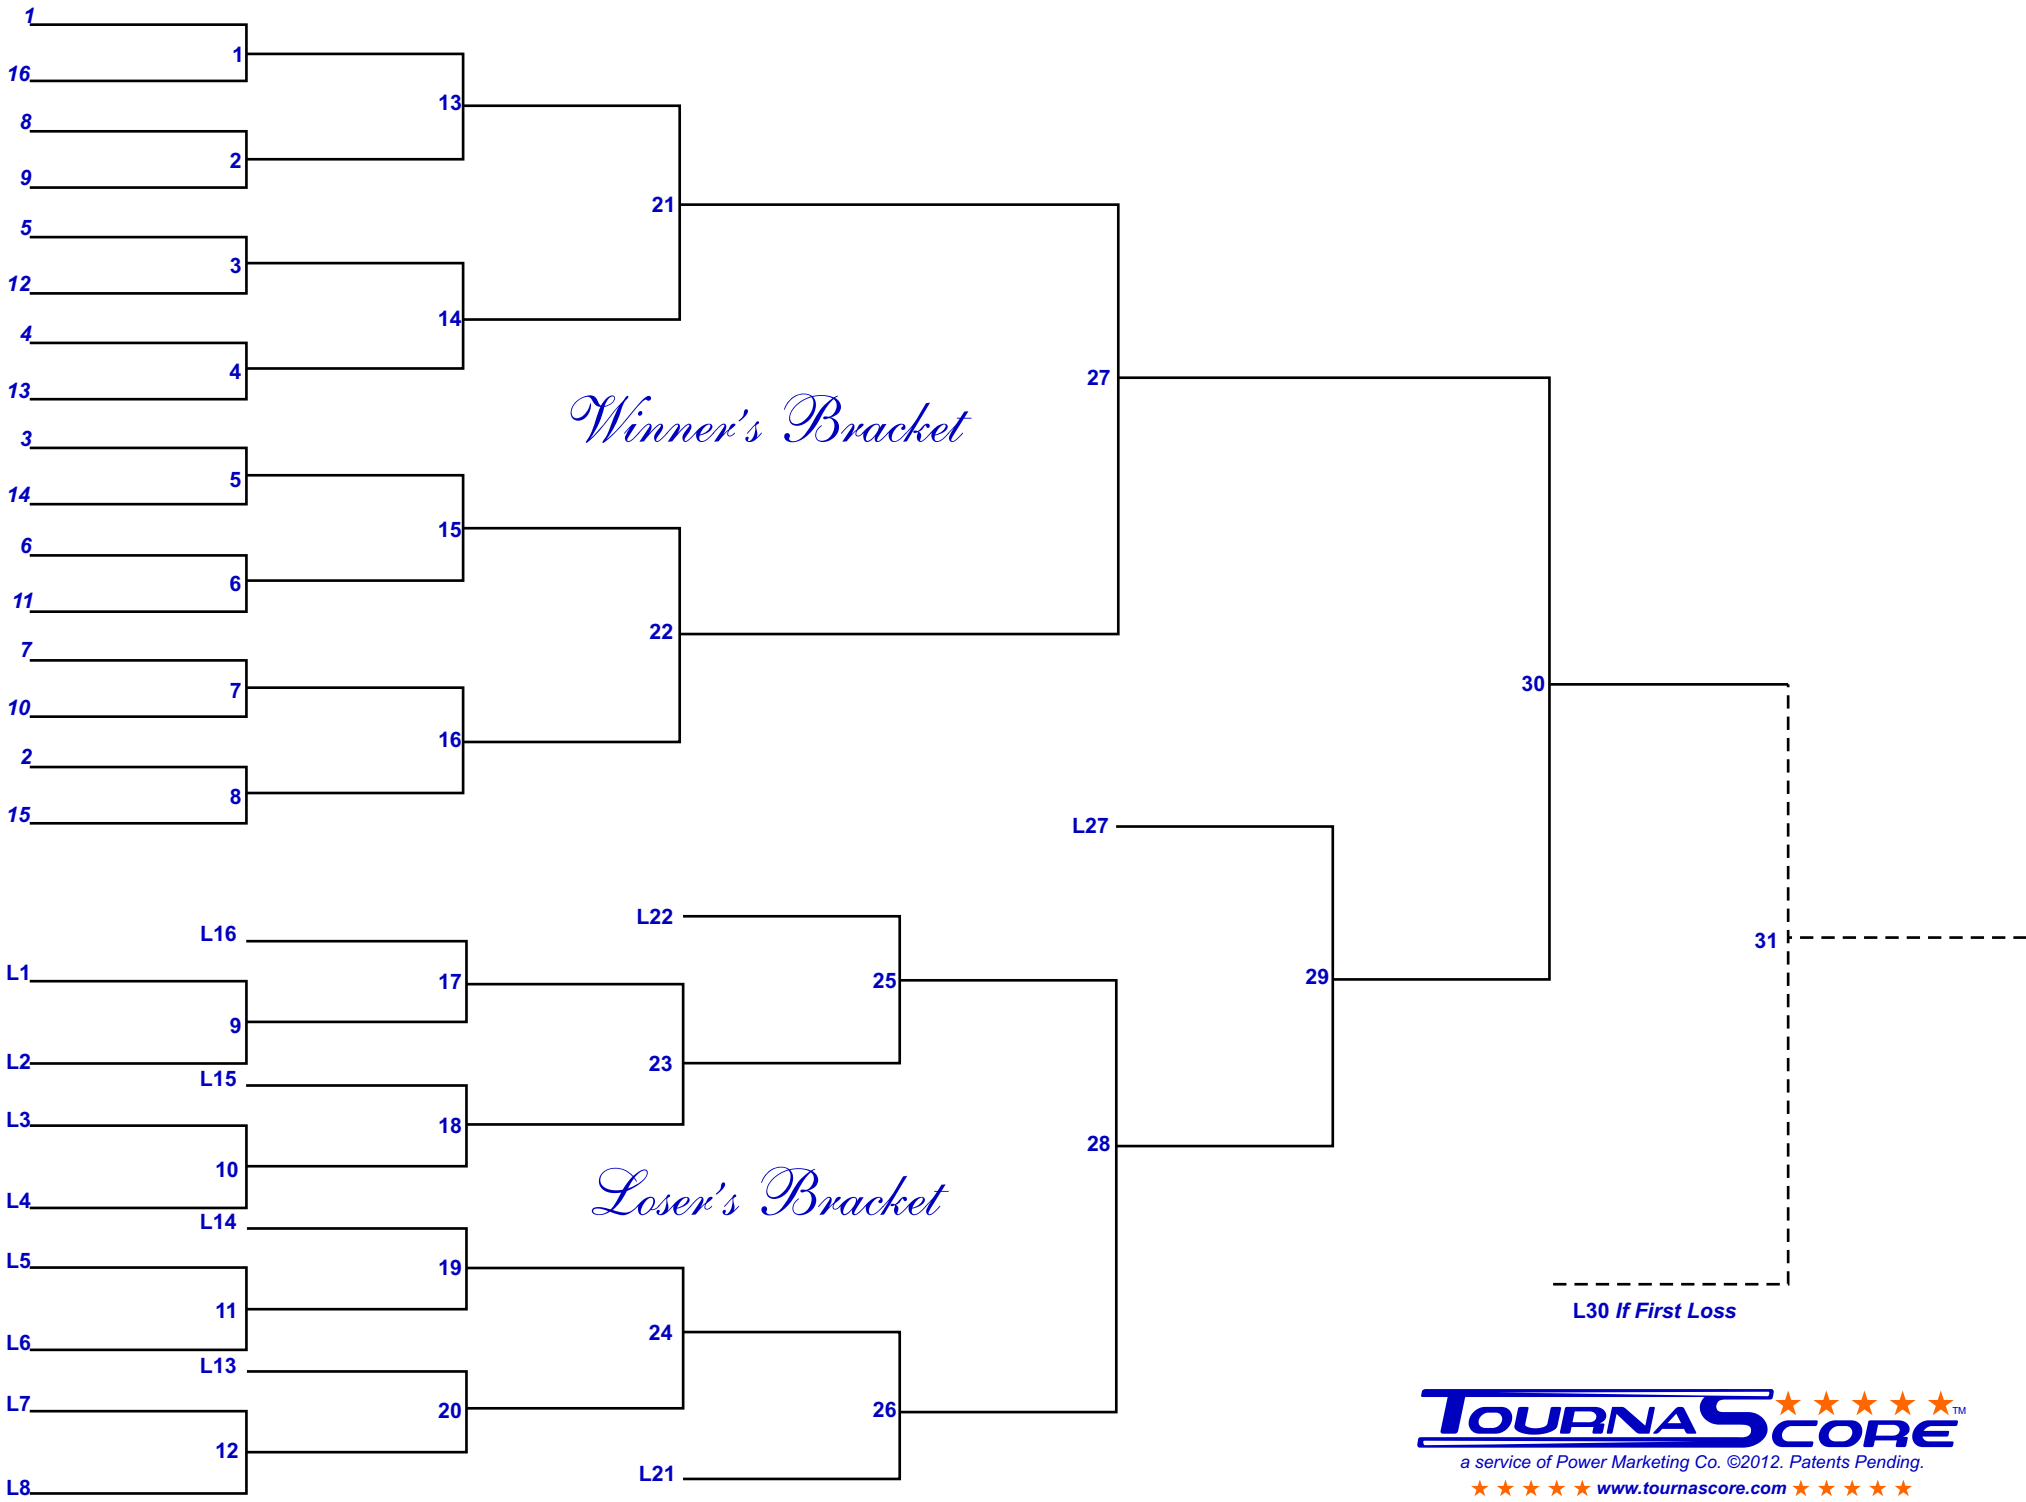 1
1
16
13
8
2
9
21
5
3
12
14
4
4
13
27
Winner's Bracket
3
5
14
15
6
6
11
22
7
7
10
30
16
2
8
15
L27
L22
L16
31
L1
17
25
29
9
L2
23
L15
L3
18
28
10
L4
Loser's Bracket
L14
L5
19
11
L30 If First Loss
24
L6
L13
L7
20
26
12
L21
L8
TOURNASCORE™
a service of Power Marketing Co. ©2012. Patents Pending.
www.tournascore.com